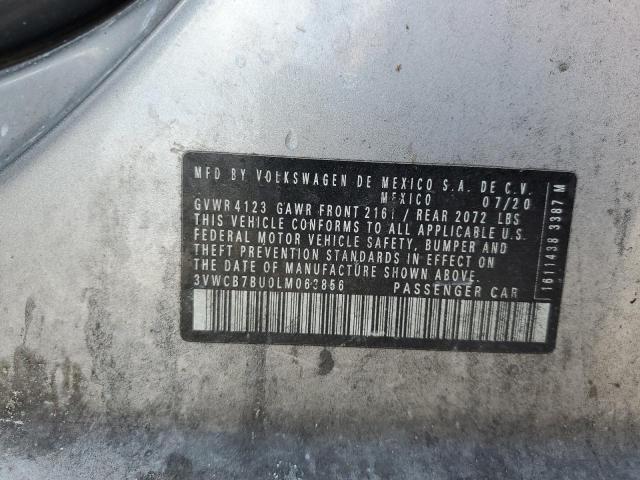 MFD BY VOLKSWAGEN DE MEXICO S.A. DE C.V.
MEXICO 07/20
GVWR 4123 GAWR FRONT / REAR 2072 LBS
THIS VEHICLE CONFORMS TO ALL APPLICABLE U.S.
FEDERAL MOTOR VEHICLE SAFETY, BUMPER AND
THEFT PREVENTION STANDARDS IN EFFECT ON
THE DATE OF MANUFACTURE SHOWN ABOVE.
3VWCB7BU0LM063856 PASSENGER CAR
1611438 3387 M